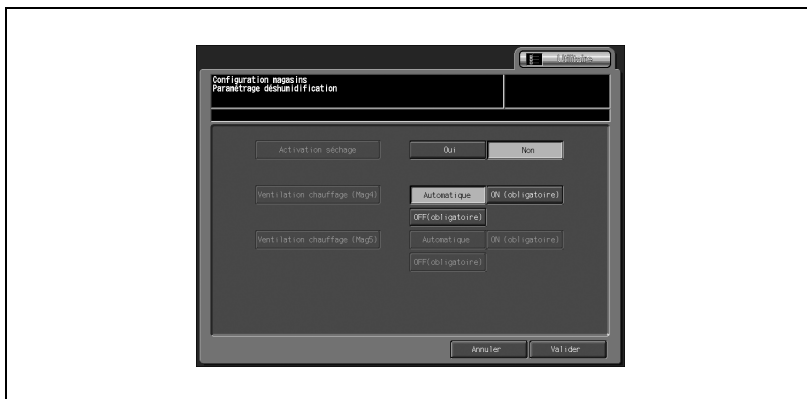 Utilitaire
Configuration magasins
Paramétrage déshumidification
Activation séchage Oui Non
Ventilation chauffage (Mag4) Automatique ON (obligatoire)
OFF(obligatoire)
Ventilation chauffage (Mag5) Automatique ON (obligatoire)
OFF(obligatoire)
Annuler Valider